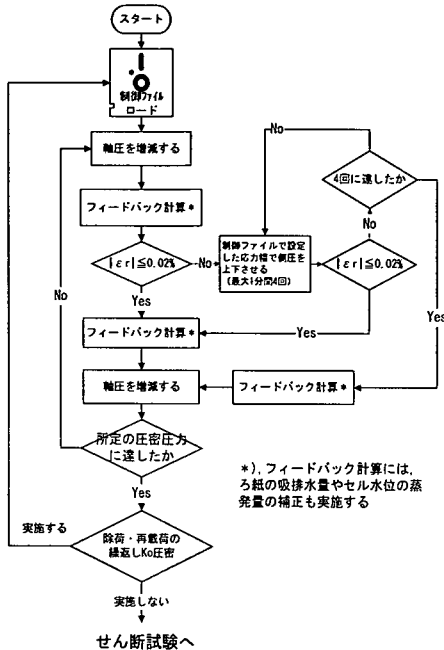 スタート
制御ファイル
ロード
軸圧を増減する
フィードバック計算*
|εr|≦0.02%
No
制御ファイルで設定
した応力幅で側圧を
上下させる
(最大1分間4回)
No
4回に達したか
No
|εr|≦0.02%
Yes
Yes
Yes
No
フィードバック計算*
軸圧を増減する
フィードバック計算*
所定の圧密圧力
に達したか
Yes
*), フィードバック計算には,
ろ紙の吸排水量やセル水位の蒸
発量の補正も実施する
実施する
除荷・再載荷の
繰返しKo圧密
実施しない
せん断試験へ